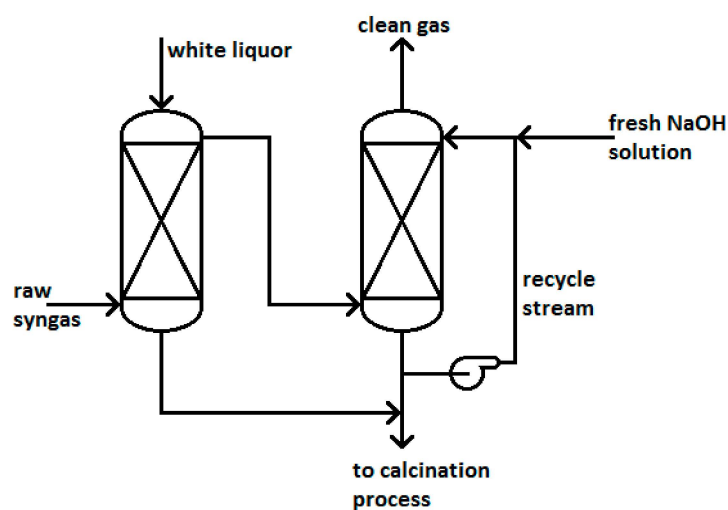 clean gas
white liquor
fresh NaOH
solution
raw
syngas
recycle
stream
to calcination
process